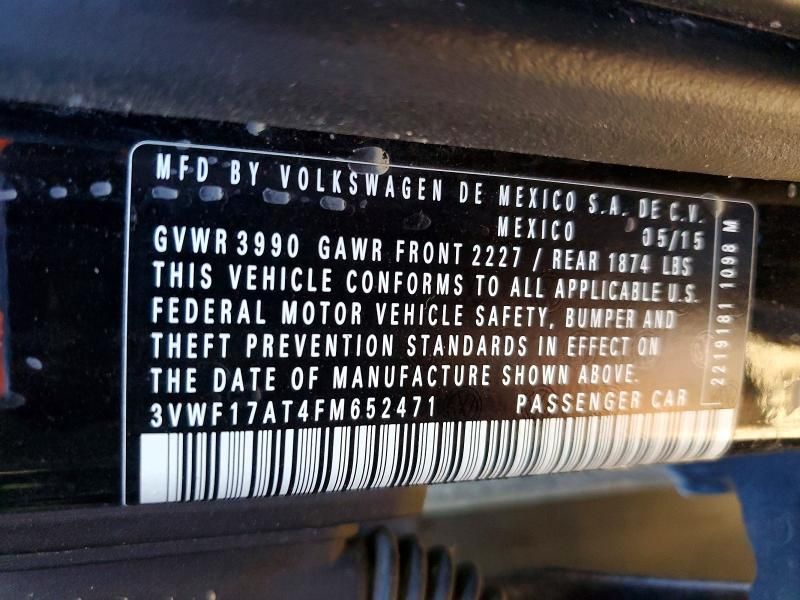 MFD BY VOLKSWAGEN DE MEXICO S.A. DE C.V.
MEXICO 05/15
GVWR 3990 GAWR FRONT 2227 / REAR 1874 LBS
THIS VEHICLE CONFORMS TO ALL APPLICABLE U.S.
FEDERAL MOTOR VEHICLE SAFETY, BUMPER AND
THEFT PREVENTION STANDARDS IN EFFECT ON
THE DATE OF MANUFACTURE SHOWN ABOVE.
3VWF17AT4FM652471 PASSENGER CAR
2219181 1098 M